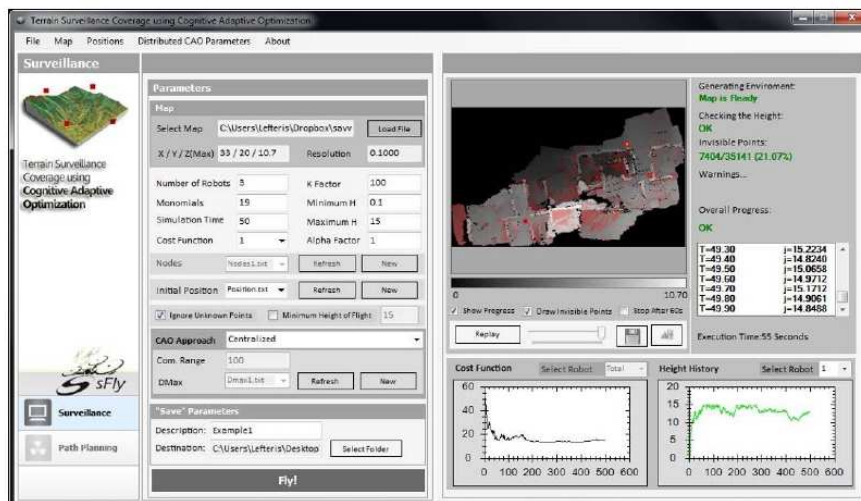 Terrain Surveillance Coverage using Cognitive Adaptive Optimization
File Map Positions Distributed CAO Parameters About
Surveillance
Terrain Surveillance
Coverage using
Cognitive Adaptive
Optimization
sFly
Surveillance
Path Planning
Parameters
Map
Select Map C:\Users\Lefteris\Dropbox\savv Load File
X / Y / Z(Max) 33 / 20 / 10.7 Resolution 0.1000
Number of Robots 3 K Factor 100
Monomials 19 Minimum H 0.1
Simulation Time 50 Maximum H 15
Cost Function 1 Alpha Factor 1
Nodes Nodes1.txt Refresh New
Initial Position Position.txt Refresh New
Ignore Unknown Points Minimum Height of Flight 15
CAO Approach Centralized
Com. Range 100
DMax Dmax1.txt Refresh New
"Save" Parameters
Description: Example1
Destination: C:\Users\Lefteris\Desktop Select Folder
Fly!
0 10.70
Show Progress Draw Invisible Points Stop After 60s
Replay
Generating Enviroment:
Map is Ready
Checking the Height:
OK
Invisible Points:
7404/35141 (21.07%)
Warnings...
Overall Progress:
OK
T=49.30 j=15.2234
T=49.40 j=14.8240
T=49.50 j=15.0658
T=49.60 j=14.9712
T=49.70 j=15.1712
T=49.80 j=14.9061
T=49.90 j=14.8488
Execution Time:55 Seconds
Cost Function Select Robot Total
60
40
20
0
0 100 200 300 400 500 600
Height History Select Robot 1
20
15
10
5
0
0 100 200 300 400 500 600